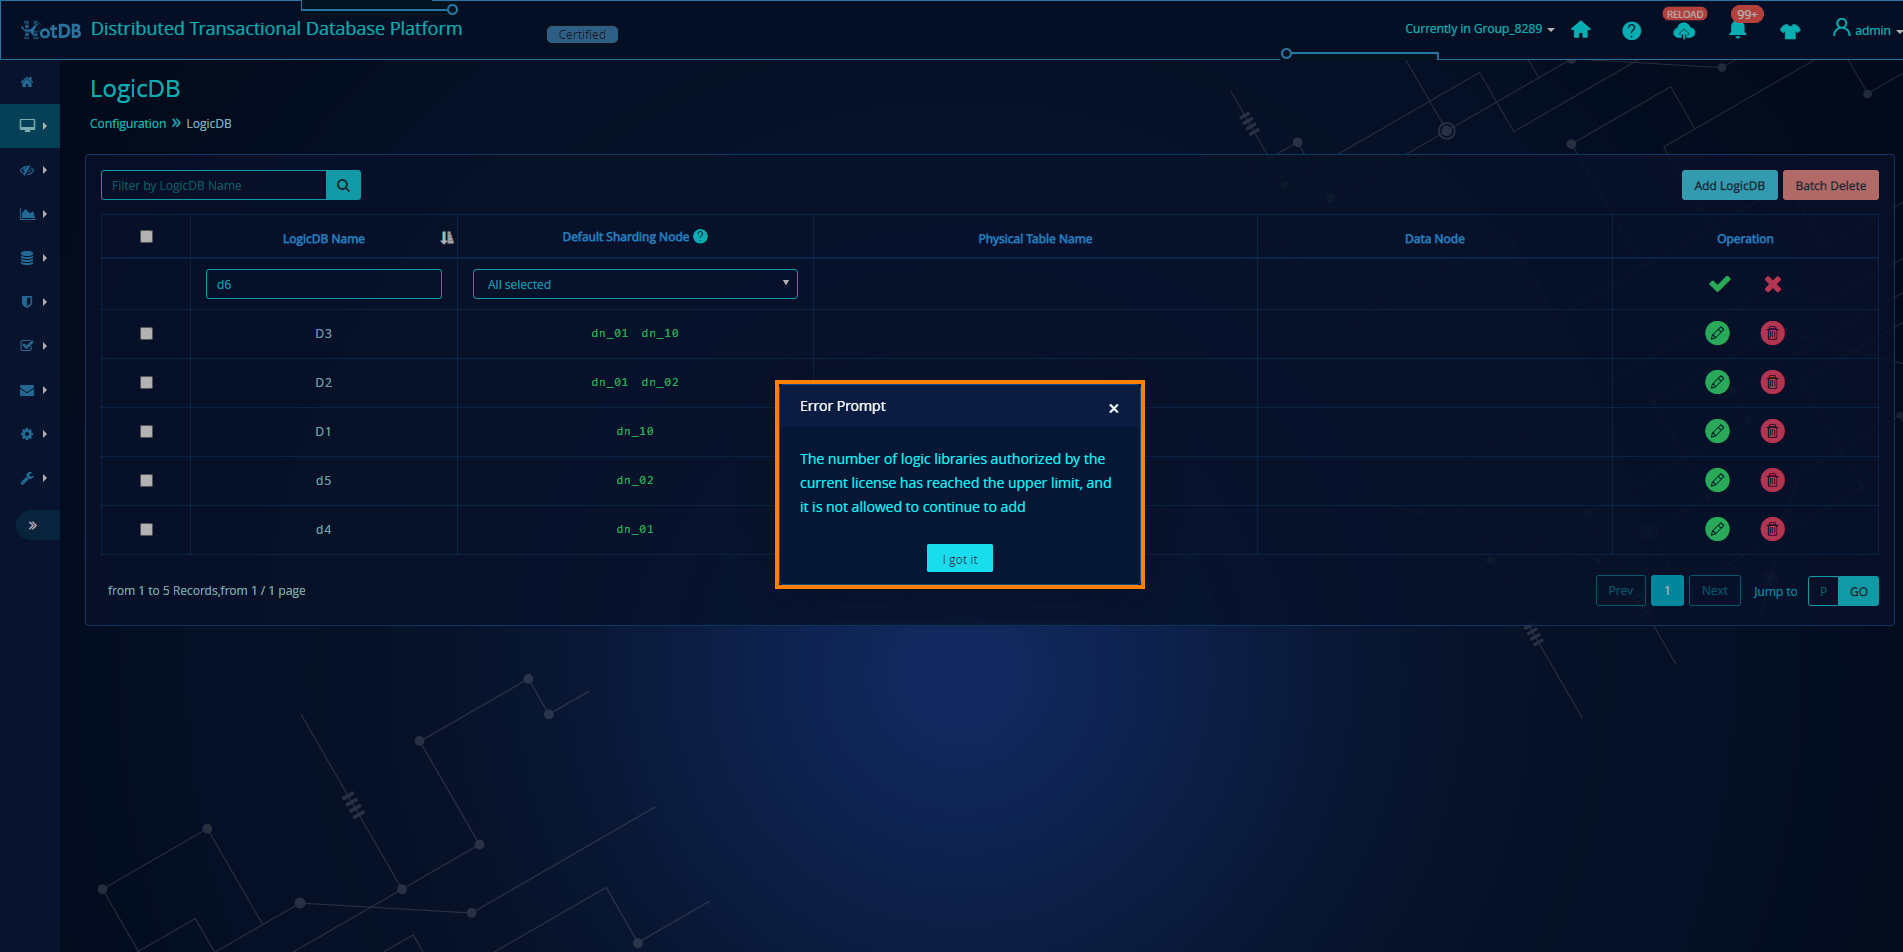 HotDB Distributed Transactional Database Platform
Certified
Currently in Group_8289
RELOAD
99+
admin
LogicDB
Configuration » LogicDB
Filter by LogicDB Name
Add LogicDB
Batch Delete
LogicDB Name
Default Sharding Node ?
Physical Table Name
Data Node
Operation
d6
All selected
D3 dn_01 dn_10
D2 dn_01 dn_02
D1 dn_10
d5 dn_02
d4 dn_01
Error Prompt
The number of logic libraries authorized by the
current license has reached the upper limit, and
it is not allowed to continue to add
I got it
from 1 to 5 Records,from 1 / 1 page
Prev 1 Next Jump to P GO